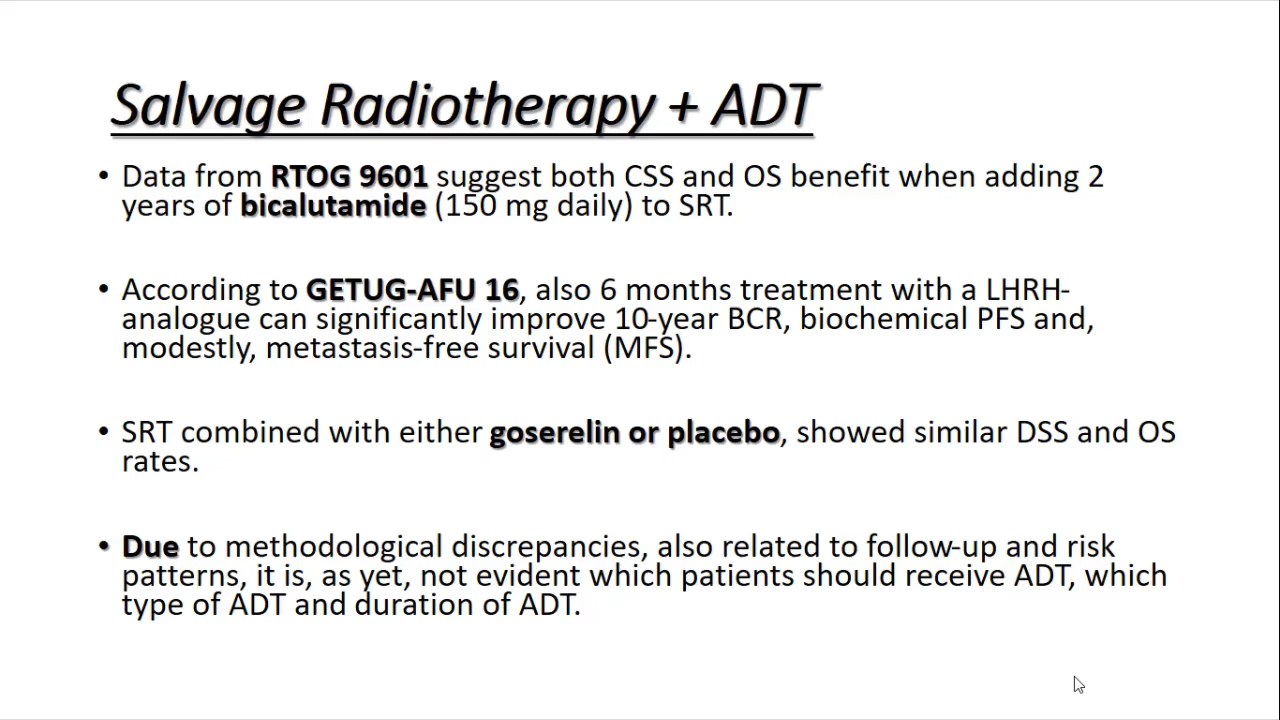 Salvage Radiotherapy + ADT
• Data from RTOG 9601 suggest both CSS and OS benefit when adding 2
years of bicalutamide (150 mg daily) to SRT.
• According to GETUG-AFU 16, also 6 months treatment with a LHRH-
analogue can significantly improve 10-year BCR, biochemical PFS and,
modestly, metastasis-free survival (MFS).
• SRT combined with either goserelin or placebo, showed similar DSS and OS
rates.
• Due to methodological discrepancies, also related to follow-up and risk
patterns, it is, as yet, not evident which patients should receive ADT, which
type of ADT and duration of ADT.